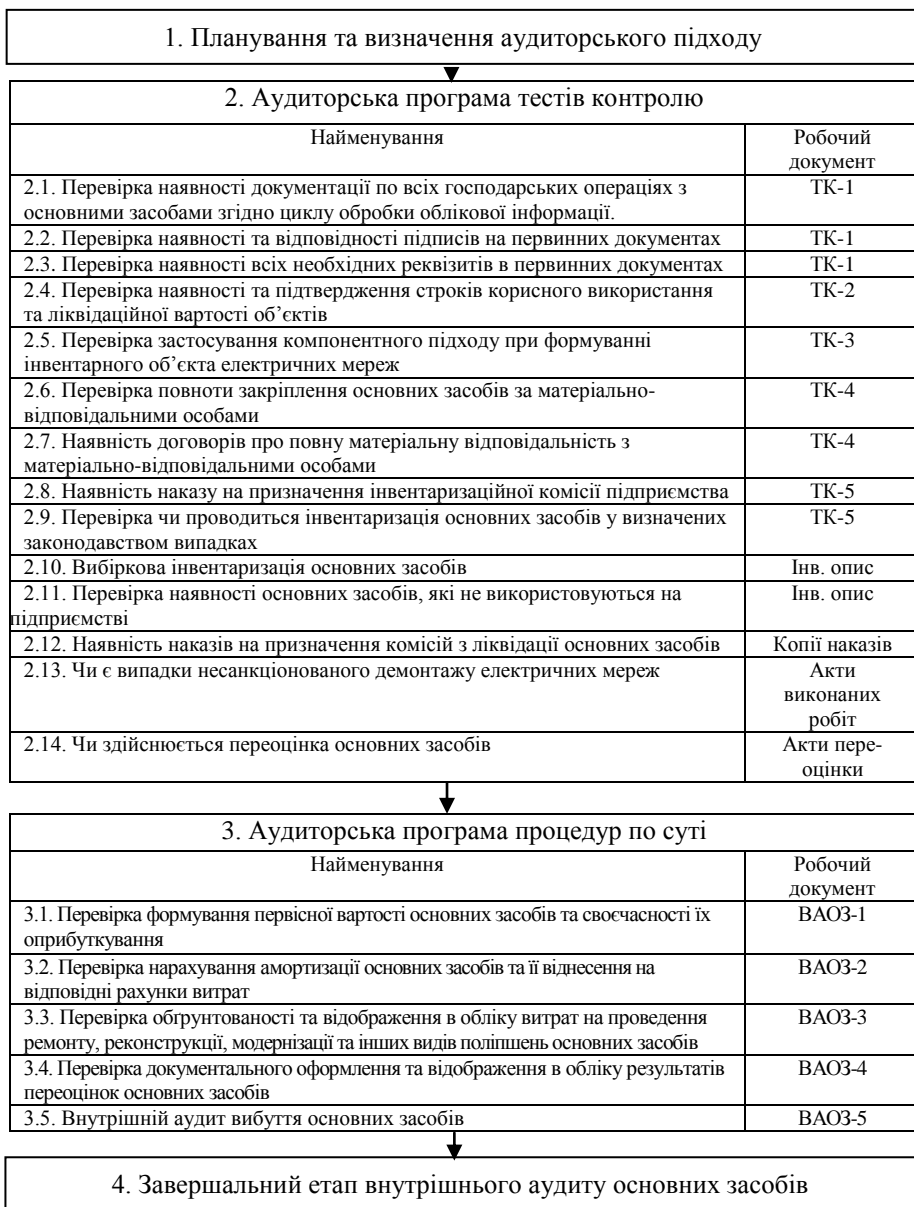 1. Планування та визначення аудиторського підходу
2. Аудиторська програма тестів контролю
Найменування
Робочий
документ
2.1. Перевірка наявності документації по всіх господарських операціях з
основними засобами згідно циклу обробки облікової інформації.
ТК-1
2.2. Перевірка наявності та відповідності підписів на первинних документах
ТК-1
2.3. Перевірка наявності всіх необхідних реквізитів в первинних документах
ТК-1
2.4. Перевірка наявності та підтвердження строків корисного використання
та ліквідаційної вартості об’єктів
ТК-2
2.5. Перевірка застосування компонентного підходу при формуванні
інвентарного об’єкта електричних мереж
ТК-3
2.6. Перевірка повноти закріплення основних засобів за матеріально-
відповідальними особами
ТК-4
2.7. Наявність договорів про повну матеріальну відповідальність з
матеріально-відповідальними особами
ТК-4
2.8. Наявність наказу на призначення інвентаризаційної комісії підприємства
ТК-5
2.9. Перевірка чи проводиться інвентаризація основних засобів у визначених
законодавством випадках
ТК-5
2.10. Вибіркова інвентаризація основних засобів
Інв. опис
2.11. Перевірка наявності основних засобів, які не використовуються на
підприємстві
Інв. опис
2.12. Наявність наказів на призначення комісій з ліквідації основних засобів
Копії наказів
2.13. Чи є випадки несанкціонованого демонтажу електричних мереж
Акти
виконаних
робіт
2.14. Чи здійснюється переоцінка основних засобів
Акти пере-
оцінки
3. Аудиторська програма процедур по суті
Найменування
Робочий
документ
3.1. Перевірка формування первісної вартості основних засобів та своєчасності їх
оприбуткування
ВАОЗ-1
3.2. Перевірка нарахування амортизації основних засобів та її віднесення на
відповідні рахунки витрат
ВАОЗ-2
3.3. Перевірка обґрунтованості та відображення в обліку витрат на проведення
ремонту, реконструкції, модернізації та інших видів поліпшень основних засобів
ВАОЗ-3
3.4. Перевірка документального оформлення та відображення в обліку результатів
переоцінок основних засобів
ВАОЗ-4
3.5. Внутрішній аудит вибуття основних засобів
ВАОЗ-5
4. Завершальний етап внутрішнього аудиту основних засобів